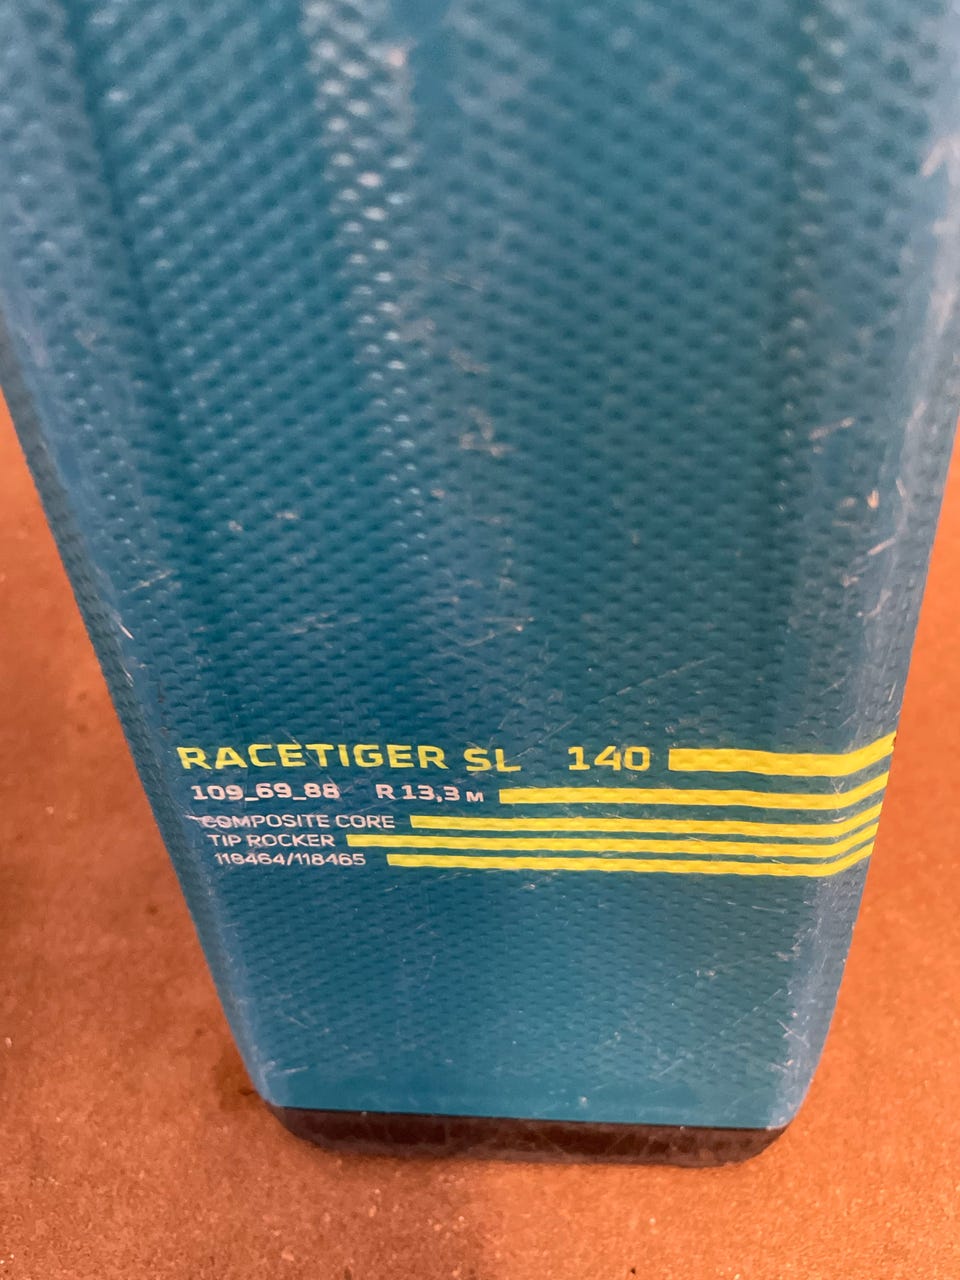 RACETIGER SL 140
109_69_88 R 13,3 M
COMPOSITE CORE
TIP ROCKER
118464/118465